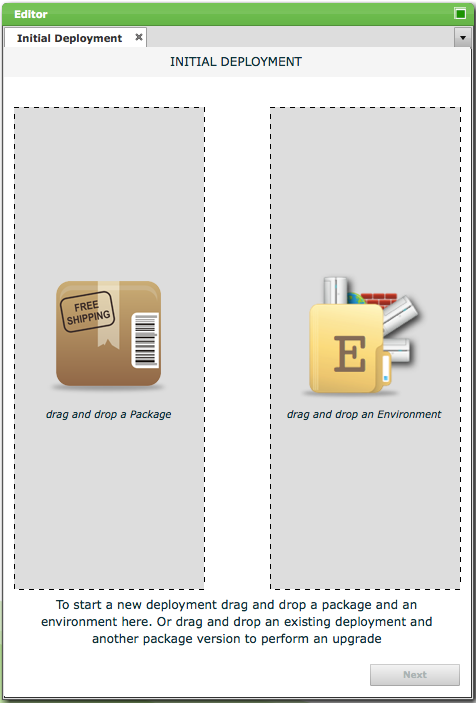 Editor
Initial Deployment
INITIAL DEPLOYMENT
FREE
SHIPPING
E
drag and drop a Package
drag and drop an Environment
To start a new deployment drag and drop a package and an
environment here. Or drag and drop an existing deployment and
another package version to perform an upgrade
Next